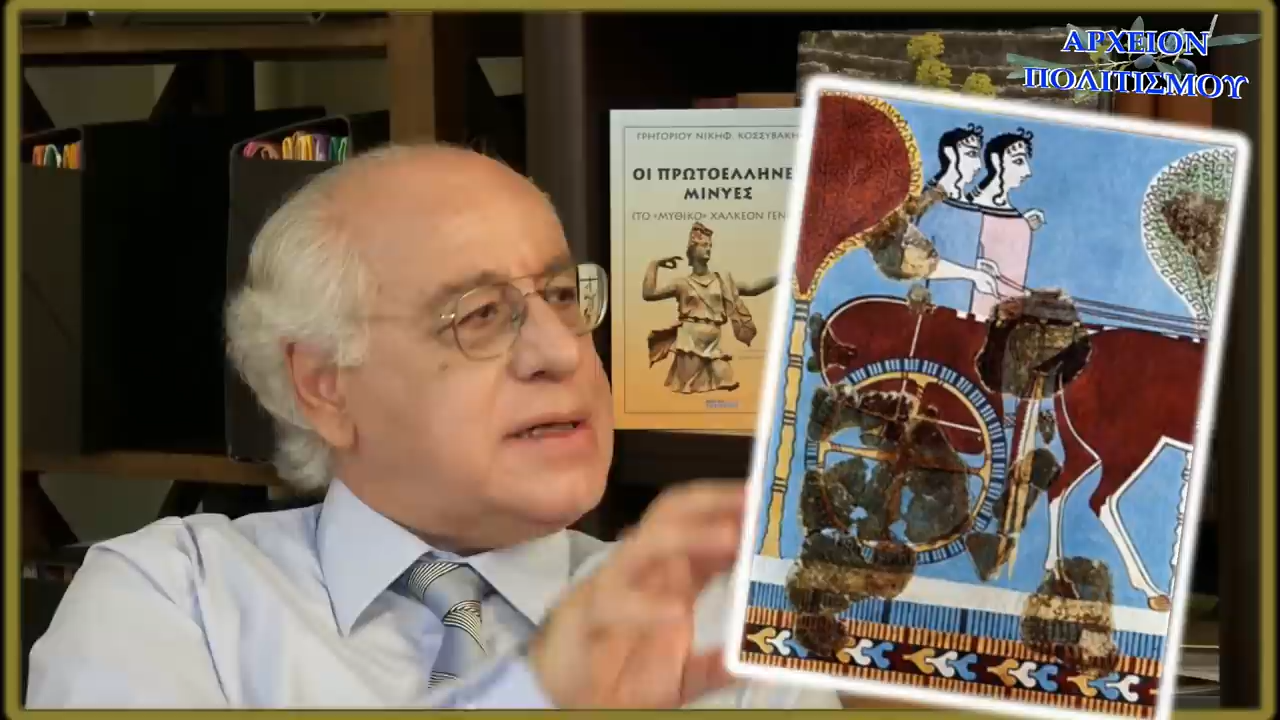 ΑΡΧΕΙΟΝ
ΠΟΛΙΤΙΣΜΟΥ
ΓΡΗΓΟΡΙΟΥ ΝΙΚΗΦ. ΚΟΣΣΥΒΑΚΗ
ΟΙ ΠΡΩΤΟΕΛΛΗΝΕ
ΜΙΝΥΕΣ
(ΤΟ «ΜΥΘΙΚΟ» ΧΑΛΚΕΟΝ ΓΕΝ